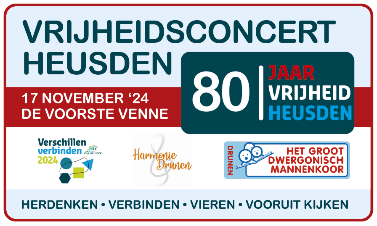 VRIJHEIDSCONCERT
HEUSDEN
17 NOVEMBER '24
DE VOORSTE VENNE
80
JAAR
VRIJHEID
HEUSDEN
Verschillen
verbinden
2024
Harmonie
Drunen
DRUNEN
HET GROOT
DWERGONISCH
MANNENKOOR
HERDENKEN • VERBINDEN • VIEREN • VOORUIT KIJKEN